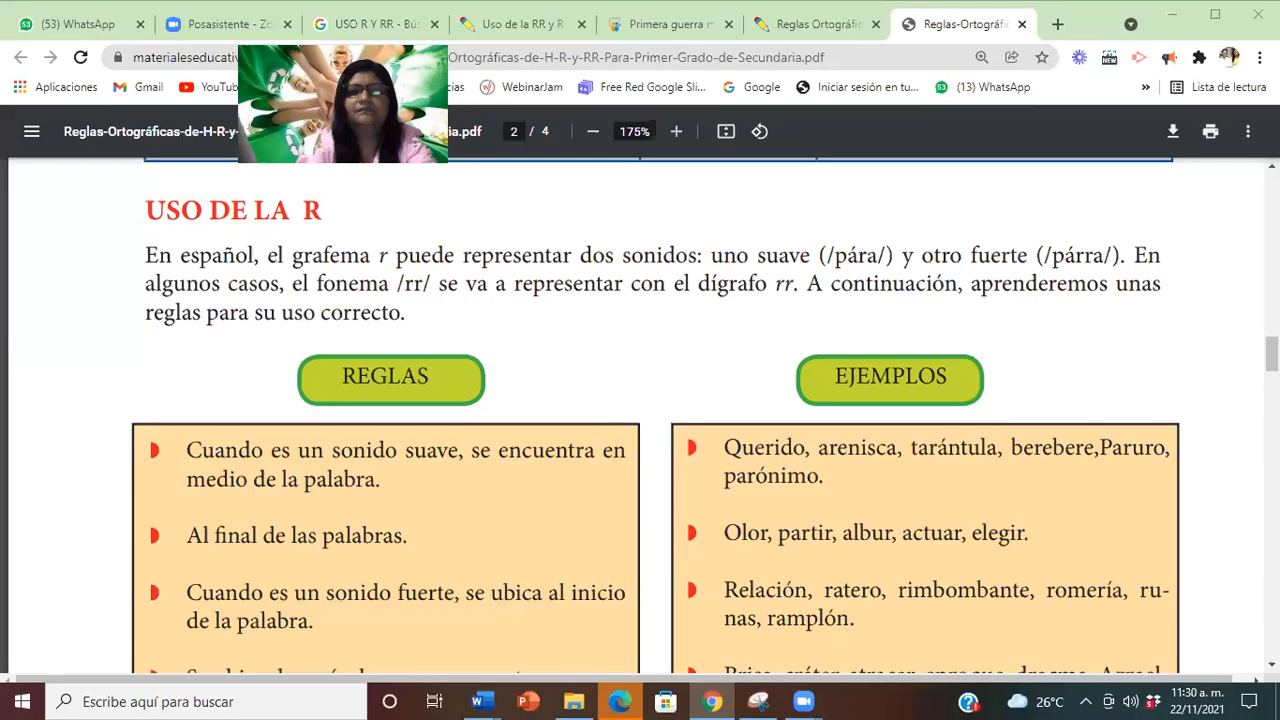 (53) WhatsApp
Posasistente - Zo
USO R Y RR - Bús
Uso de la RR y R
Primera guerra m
Reglas Ortográfic
Reglas-Ortográfic
materialeseducativ
Ortográficas-de-H-R-y-RR-Para-Primer-Grado-de-Secundaria.pdf
Aplicaciones
Gmail
YouTu
cias
WebinarJam
Free Red Google Sli...
Google
Iniciar sesión en tu...
(13) WhatsApp
»
Lista de lectura
Reglas-Ortográficas-de-H-R-y-
ia.pdf
2 / 4
175%
USO DE LA R
En español, el grafema r puede representar dos sonidos: uno suave (/pára/) y otro fuerte (/párra/). En
algunos casos, el fonema /rr/ se va a representar con el dígrafo rr. A continuación, aprenderemos unas
reglas para su uso correcto.
REGLAS
Cuando es un sonido suave, se encuentra en
medio de la palabra.
Al final de las palabras.
Cuando es un sonido fuerte, se ubica al inicio
de la palabra.
EJEMPLOS
Querido, arenisca, tarántula, berebere,Paruro,
parónimo.
Olor, partir, albur, actuar, elegir.
Relación, ratero, rimbombante, romería, ru-
nas, ramplón.
Escribe aquí para buscar
26°C
11:30 a. m.
22/11/2021